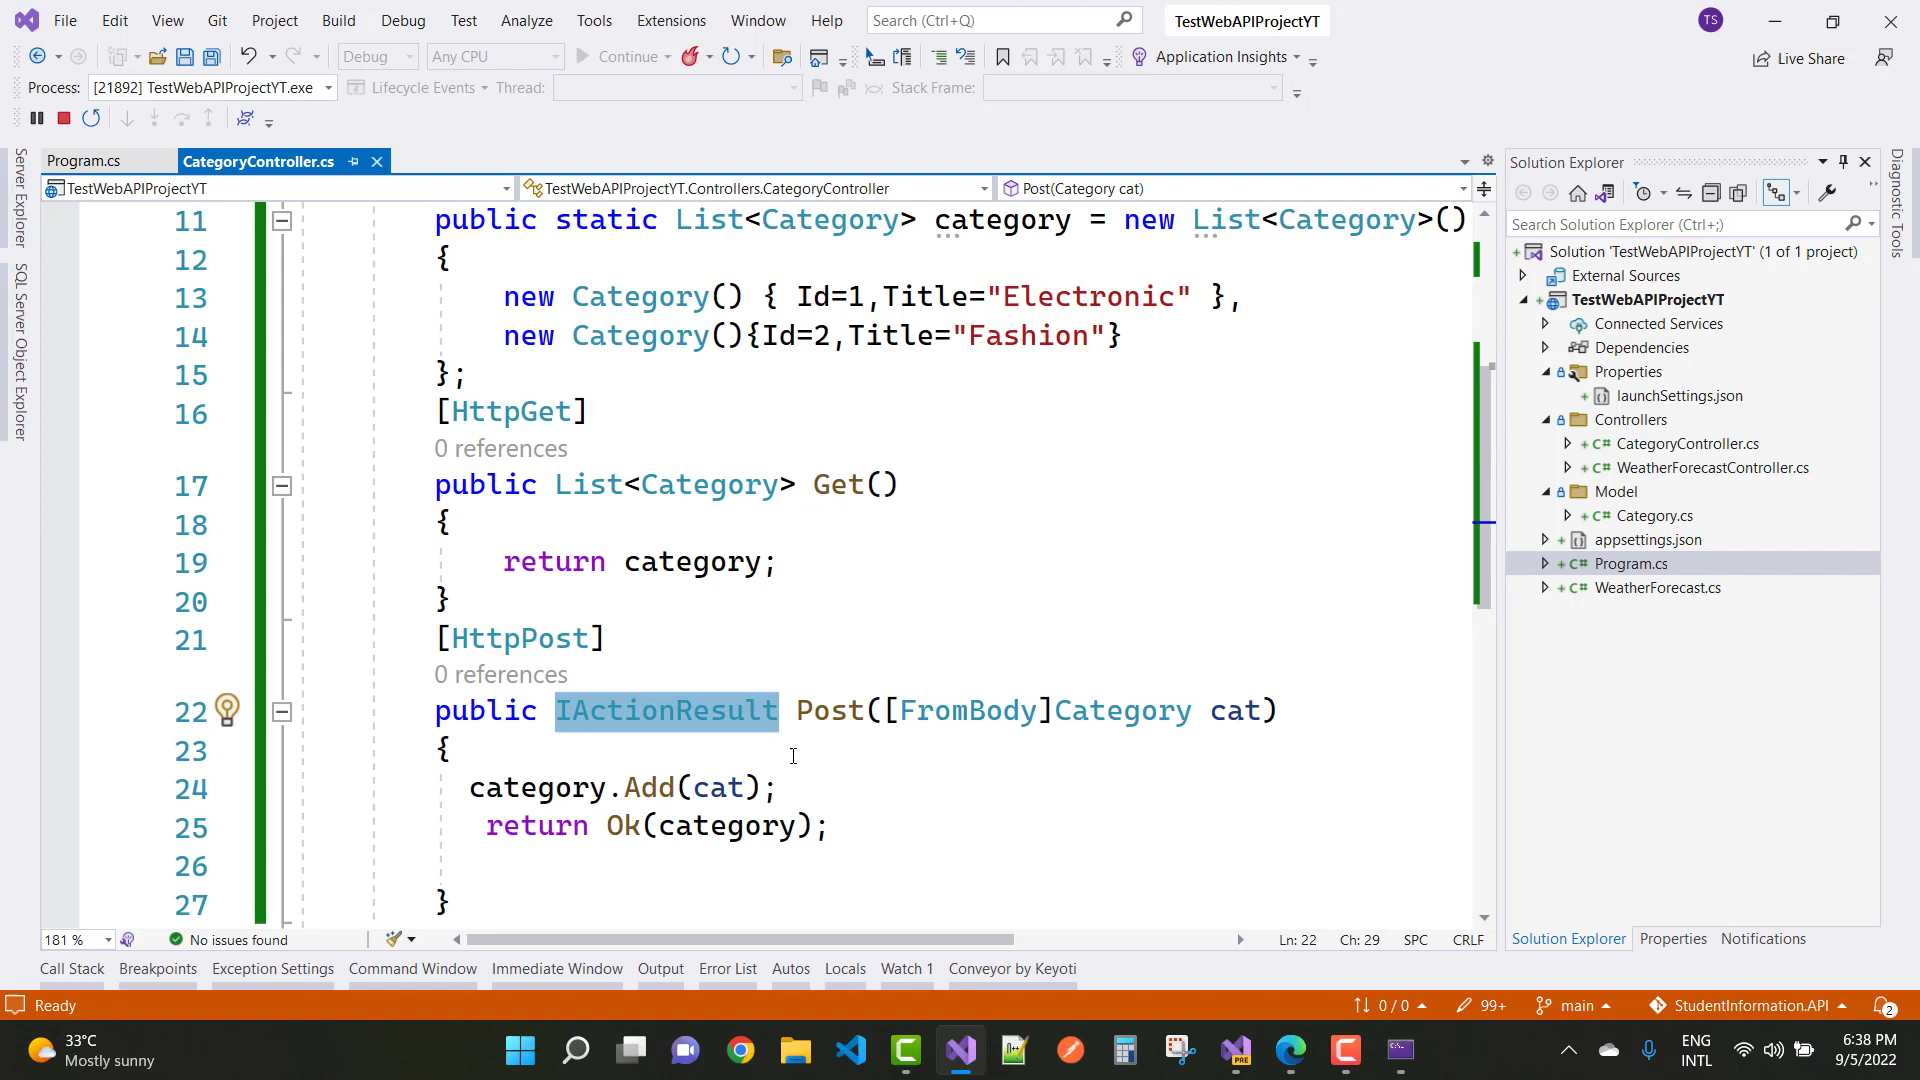 File Edit View Git Project Build Debug Test Analyze Tools Extensions Window Help Search (Ctrl+Q) TestWebAPIProjectYT TS
Debug Any CPU Continue Application Insights Live Share
Process: [21892] TestWebAPIProjectYT.exe Lifecycle Events Thread: Stack Frame:
Program.cs CategoryController.cs
TestWebAPIProjectYT TestWebAPIProjectYT.Controllers.CategoryController Post(Category cat)
Server Explorer
SQL Server Object Explorer
11 public static List<Category> category = new List<Category>()
12 {
13 new Category() { Id=1,Title="Electronic" },
14 new Category(){Id=2,Title="Fashion"}
15 };
16 [HttpGet]
0 references
17 public List<Category> Get()
18 {
19 return category;
20 }
21 [HttpPost]
0 references
22 public IActionResult Post([FromBody]Category cat)
23 {
24 category.Add(cat);
25 return Ok(category);
26
27 }
181 % No issues found Ln: 22 Ch: 29 SPC CRLF
Solution Explorer
Search Solution Explorer (Ctrl+;)
Solution 'TestWebAPIProjectYT' (1 of 1 project)
External Sources
TestWebAPIProjectYT
Connected Services
Dependencies
Properties
launchSettings.json
Controllers
C# CategoryController.cs
C# WeatherForecastController.cs
Model
C# Category.cs
appsettings.json
C# Program.cs
C# WeatherForecast.cs
Solution Explorer Properties Notifications
Diagnostic Tools
Call Stack Breakpoints Exception Settings Command Window Immediate Window Output Error List Autos Locals Watch 1 Conveyor by Keyoti
Ready 0 / 0 99+ main StudentInformation.API 2
33°C
Mostly sunny
PRE
ENG
INTL
6:38 PM
9/5/2022